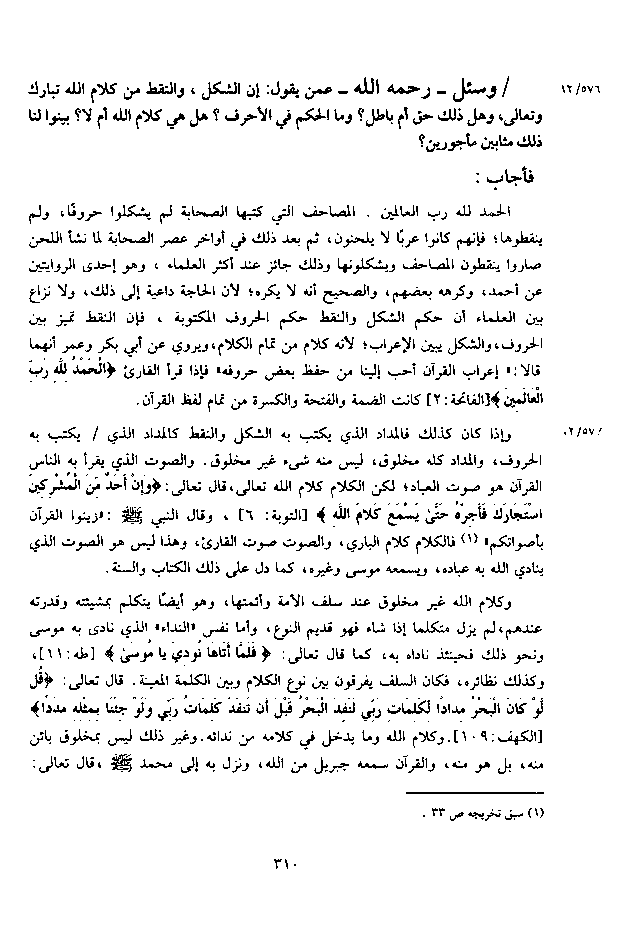 ١٢/٥٧٦ / وسئل ـ رحمه الله ـ عمن يقول: إن الشكل ، والنقط من كلام الله تبارك
وتعالى، وهل ذلك حق أم باطل؟ وما الحكم في الأحرف ؟ هل هي كلام الله أم لا؟ بينوا لنا
ذلك مثابين مأجورين؟
فأجاب :
الحمد لله رب العالمين . المصاحف التي كتبها الصحابة لم يشكلوا حروفًا، ولم
ينقطوها؛ فإنهم كانوا عربًا لا يلحنون، ثم بعد ذلك في أواخر عصر الصحابة لما نشأ اللحن
صاروا ينقطون المصاحف ويشكلونها وذلك جائز عند أكثر العلماء ، وهو إحدى الروايتين
عن أحمد، وكرهه بعضهم، والصحيح أنه لا يكره؛ لأن الحاجة داعية إلى ذلك، ولا نزاع
بين العلماء أن حكم الشكل والنقط حكم الحروف المكتوبة ، فإن النقط تميز بين
الحروف،والشكل يبين الإعراب؛ لأنه كلام من تمام الكلام،ويروي عن أبي بكر وعمر أنهما
قالا:« إعراب القرآن أحب إلينا من حفظ بعض حروفه» فإذا قرأ القارئ ﴿الْحَمْدُ لِلَّهِ رَبِّ
الْعَالَمِينَ﴾[الفاتحة:٢] كانت الضمة والفتحة والكسرة من تمام لفظ القرآن.
وإذا كان كذلك فالمداد الذي يكتب به الشكل والنقط كالمداد الذي / يكتب به
الحروف، والمداد كله مخلوق، ليس منه شىء غير مخلوق. والصوت الذي يقرأ به الناس
القرآن هو صوت العباد؛ لكن الكلام كلام الله تعالى،قال تعالى:﴿وَإِنْ أَحَدٌ مِّنَ الْمُشْرِكِينَ
اسْتَجَارَكَ فَأَجِرْهُ حَتَّىٰ يَسْمَعَ كَلامَ اللَّهِ ﴾ [التوبة: ٦] ، وقال النبي ﷺ :«زينوا القرآن
بأصواتكم» (١) فالكلام كلام الباري، والصوت صوت القارئ، وهذا ليس هو الصوت الذي
ينادي الله به عباده، ويسمعه موسى وغيره، كما دل على ذلك الكتاب والسنة.
وكلام الله غير مخلوق عند سلف الأمة وأئمتها، وهو أيضًا يتكلم بمشيئته وقدرته
عندهم،لم يزل متكلما إذا شاء فهو قديم النوع، وأما نفس «النداء» الذي نادى به موسى
ونحو ذلك فحينئذ ناداه به، كما قال تعالى: ﴿ فَلَمَّا أَتَاهَا نُودِيَ يَا مُوسَىٰ ﴾ [طه:١١]،
وكذلك نظائره، فكان السلف يفرقون بين نوع الكلام وبين الكلمة المعينة. قال تعالى: ﴿قُل
لَّوْ كَانَ الْبَحْرُ مِدَادًا لِّكَلِمَاتِ رَبِّي لَنَفِدَ الْبَحْرُ قَبْلَ أَن تَنفَدَ كَلِمَاتُ رَبِّي وَلَوْ جِئْنَا بِمِثْلِهِ مَدَدًا﴾
[الكهف:١٠٩].وكلام الله وما يدخل في كلامه من ندائه.وغير ذلك ليس بمخلوق بائن
منه، بل هو منه، والقرآن سمعه جبريل من الله، ونزل به إلى محمد ﷺ ،قال تعالى:
(١) سبق تخريجه ص ٣٣ .
٣١٠